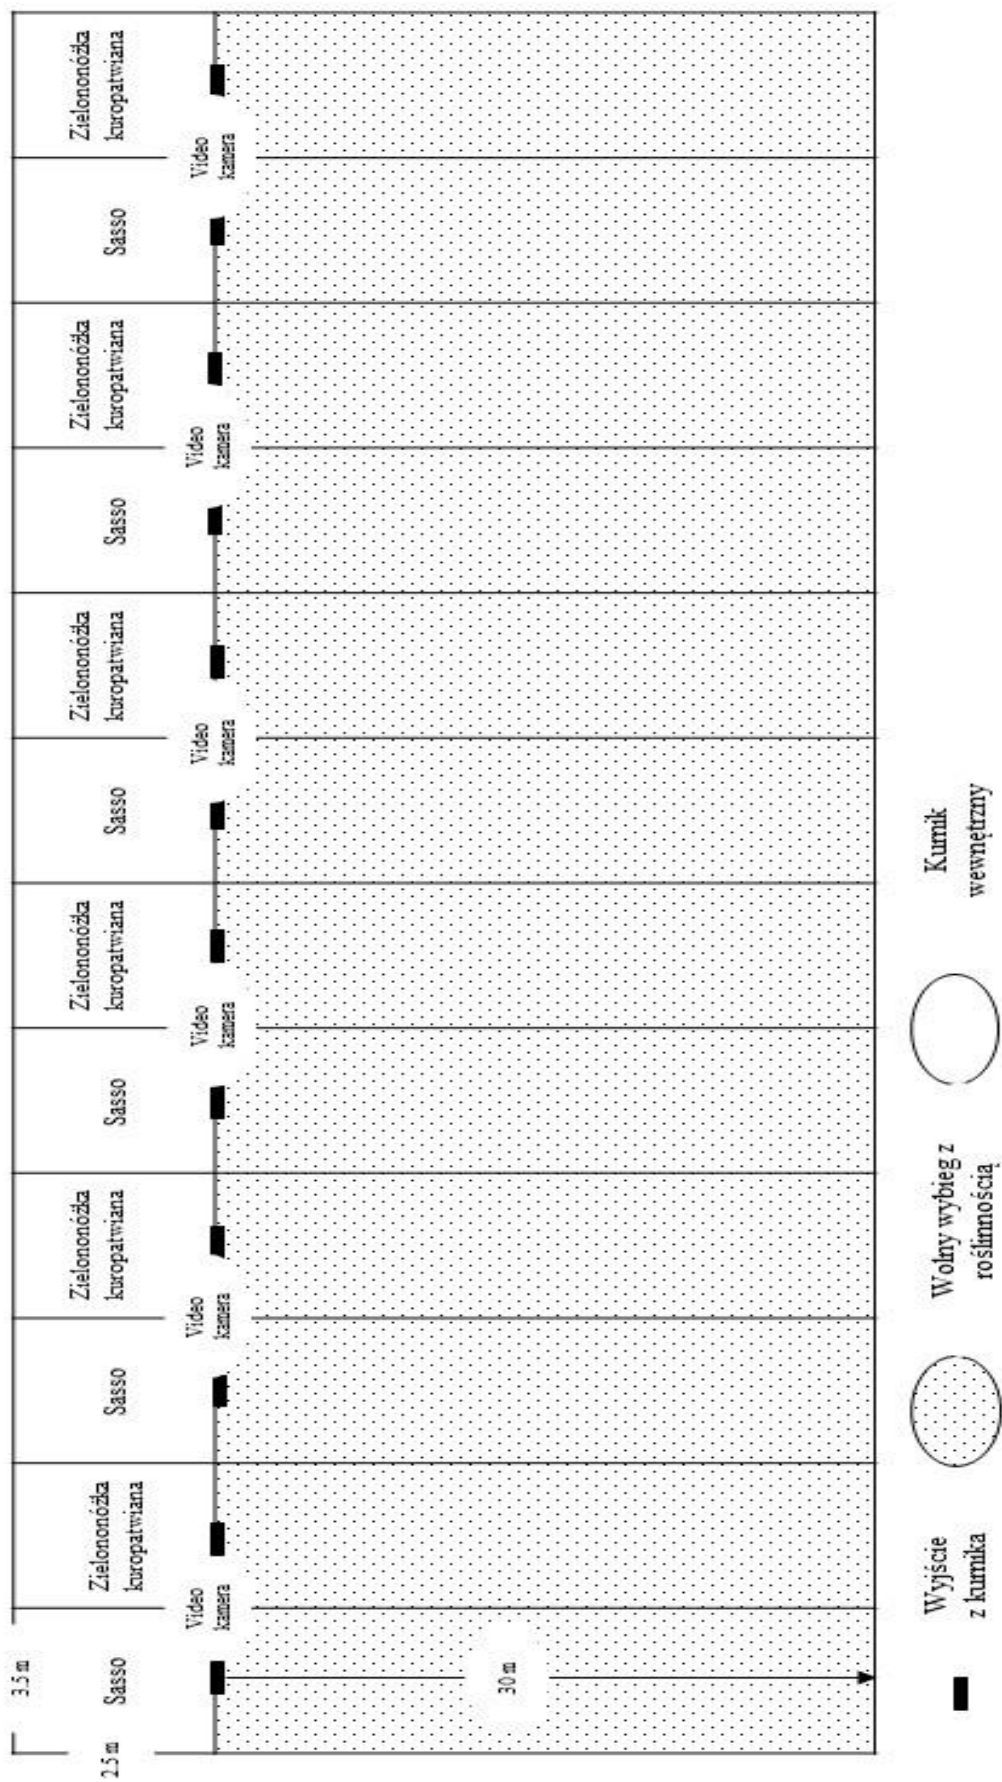 3.5 m
2.5 m
Sasso
Zielononóżka
kuropatwiana
Sasso
Zielononóżka
kuropatwiana
Sasso
Zielononóżka
kuropatwiana
Sasso
Zielononóżka
kuropatwiana
Sasso
Zielononóżka
kuropatwiana
Sasso
Zielononóżka
kuropatwiana
Video
kamera
Video
kamera
Video
kamera
Video
kamera
Video
kamera
Video
kamera
30 m
Wyjście
z kurnika
Wolny wybieg z
roślinnością
Kurnik
wewnętrzny